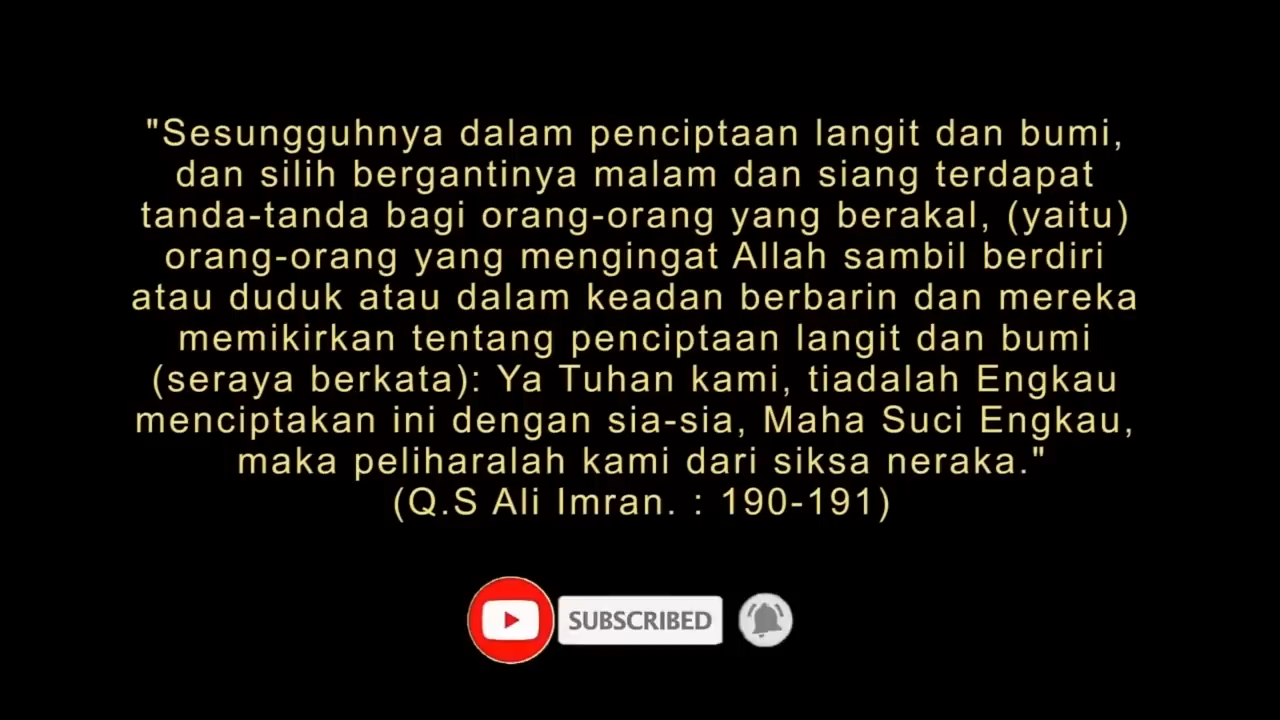 "Sesungguhnya dalam penciptaan langit dan bumi,
dan silih bergantinya malam dan siang terdapat
tanda-tanda bagi orang-orang yang berakal, (yaitu)
orang-orang yang mengingat Allah sambil berdiri
atau duduk atau dalam keadan berbarin dan mereka
memikirkan tentang penciptaan langit dan bumi
(seraya berkata): Ya Tuhan kami, tiadalah Engkau
menciptakan ini dengan sia-sia, Maha Suci Engkau,
maka peliharalah kami dari siksa neraka."
(Q.S Ali Imran. : 190-191)
SUBSCRIBED